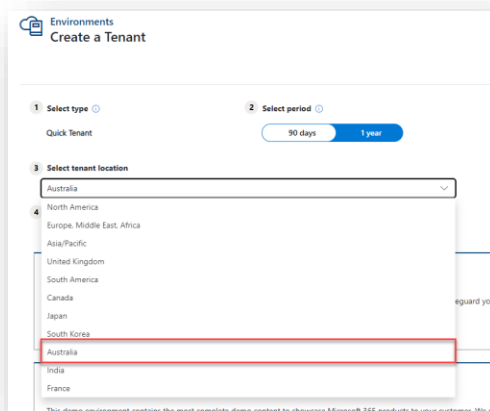 Environments
Create a Tenant
1 Select type
2 Select period
Quick Tenant
90 days
1 year
3 Select tenant location
Australia
4
North America
Europe, Middle East, Africa
Asia/Pacific
United Kingdom
South America
Canada
eguard yo
Japan
South Korea
Australia
India
France
This demo environment contains the most complete demo content to showcase Microsoft 365 products to your customer. We